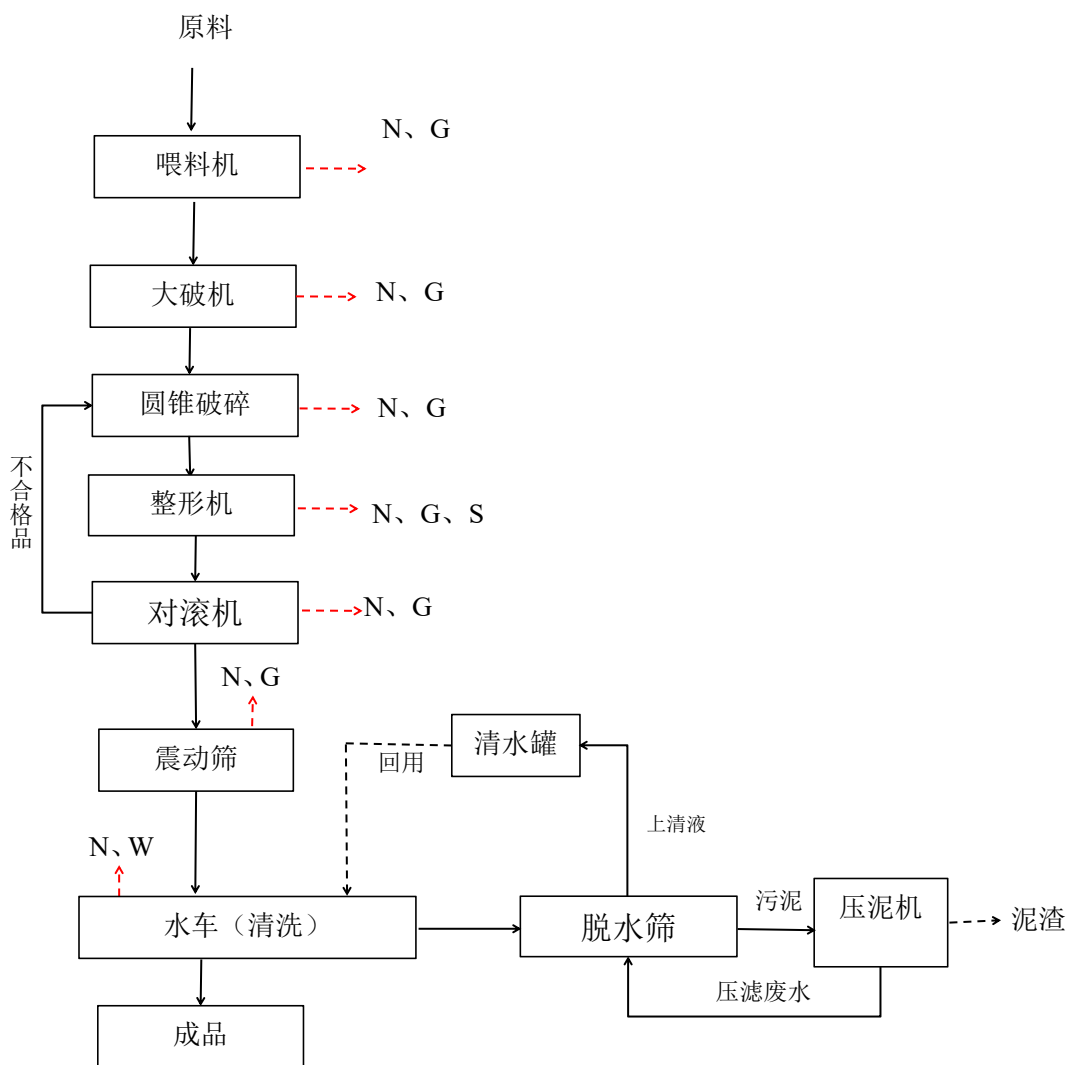 原料
N、G
喂料机
大破机
N、G
圆锥破碎
N、G
不合格品
整形机
N、G、S
对滚机
N、G
N、G
震动筛
清水罐
回用
上清液
N、W
水车（清洗）
脱水筛
污泥
压泥机
泥渣
压滤废水
成品